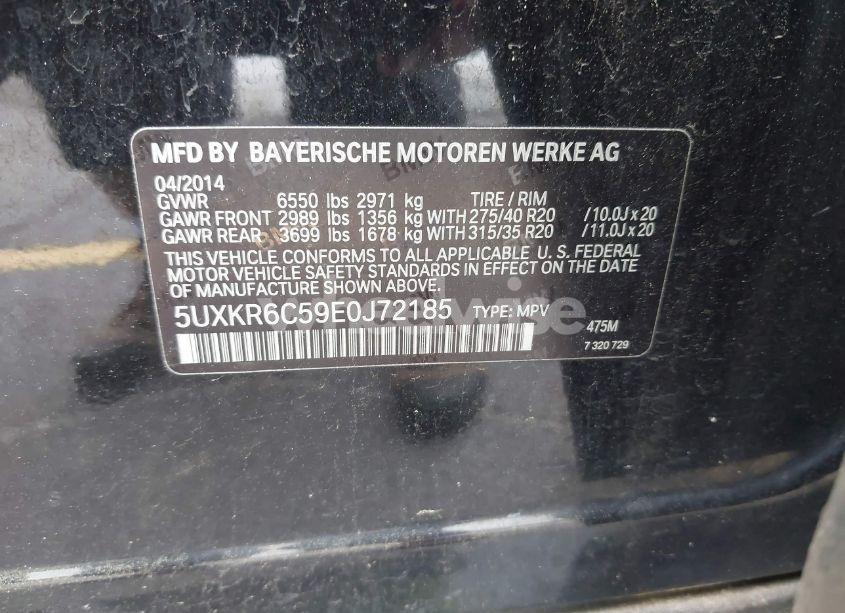 MFD BY BAYERISCHE MOTOREN WERKE AG
04/2014
GVWR 6550 lbs 2971 kg TIRE / RIM
GAWR FRONT 2989 lbs 1356 kg WITH 275/40 R20 / 10.0J x 20
GAWR REAR 3699 lbs 1678 kg WITH 315/35 R20 / 11.0J x 20
THIS VEHICLE CONFORMS TO ALL APPLICABLE U. S. FEDERAL
MOTOR VEHICLE SAFETY STANDARDS IN EFFECT ON THE DATE
OF MANUFACTURE SHOWN ABOVE.
5UXKR6C59E0J72185 TYPE: MPV 475M
7 320 729